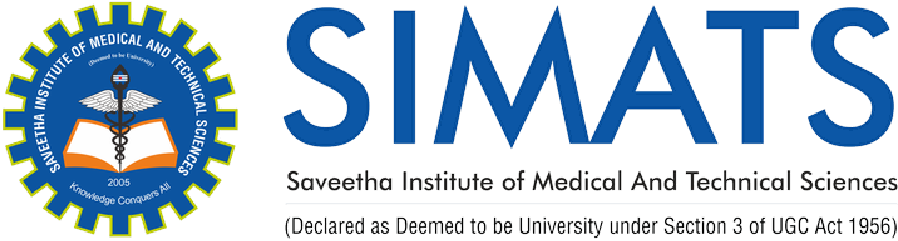 SAVEETHA INSTITUTE OF MEDICAL AND TECHNICAL SCIENCES
(Deemed to be University)
2005
Knowledge Conquers All
SIMATS
Saveetha Institute of Medical And Technical Sciences
(Declared as Deemed to be University under Section 3 of UGC Act 1956)